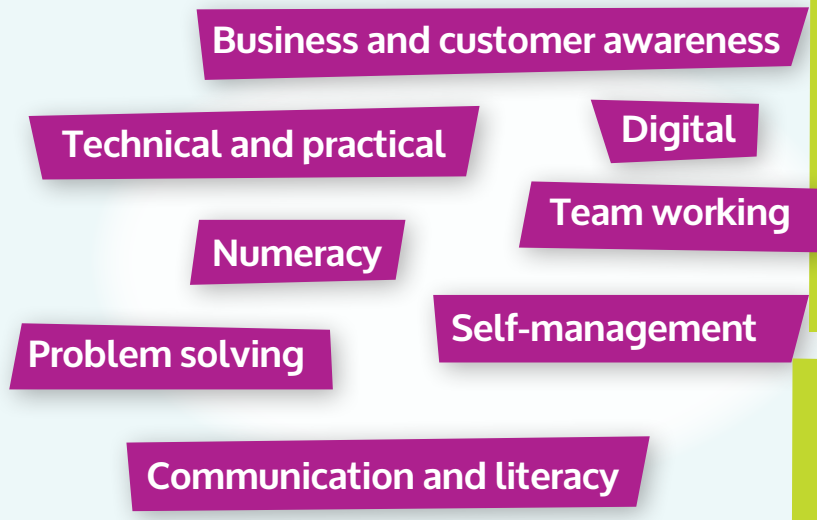 Business and customer awareness
Technical and practical
Digital
Team working
Numeracy
Self-management
Problem solving
Communication and literacy